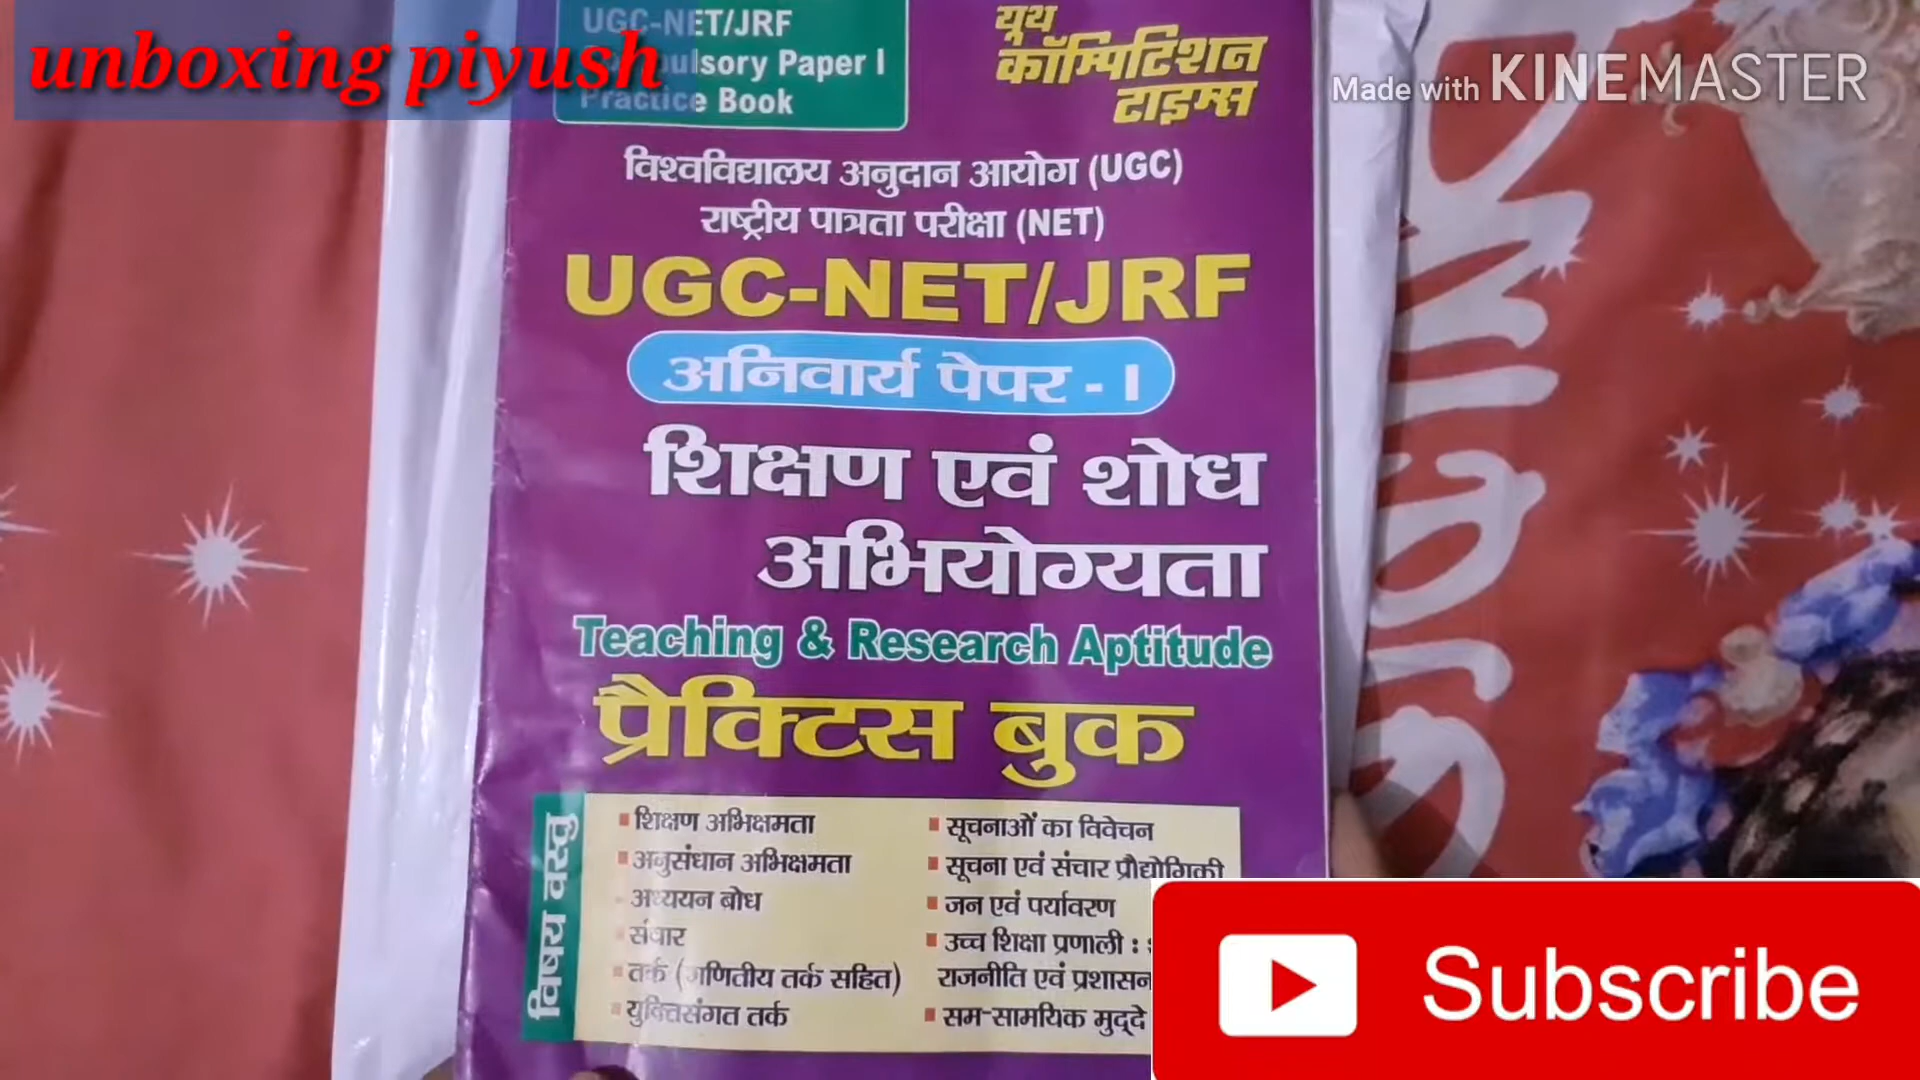 unboxing piyush
UGC-NET/JRF
sory Paper I
Practice Book
यूथ
कॉम्पिटिशन
टाइम्स
Made with KINEMASTER
विश्वविद्यालय अनुदान आयोग (UGC)
राष्ट्रीय पात्रता परीक्षा (NET)
UGC-NET/JRF
अनिवार्य पेपर - I
शिक्षण एवं शोध
अभियोग्यता
Teaching & Research Aptitude
प्रैक्टिस बुक
विषय वस्तु
▪ शिक्षण अभिक्षमता
▪ अनुसंधान अभिक्षमता
▪ अध्ययन बोध
▪ संचार
▪ तर्क (गणितीय तर्क सहित)
▪ युक्तिसंगत तर्क
▪ सूचनाओं का विवेचन
▪ सूचना एवं संचार प्रौद्योगिकी
▪ जन एवं पर्यावरण
▪ उच्च शिक्षा प्रणाली :
राजनीति एवं प्रशासन
▪ सम-सामयिक मुद्दे
Subscribe